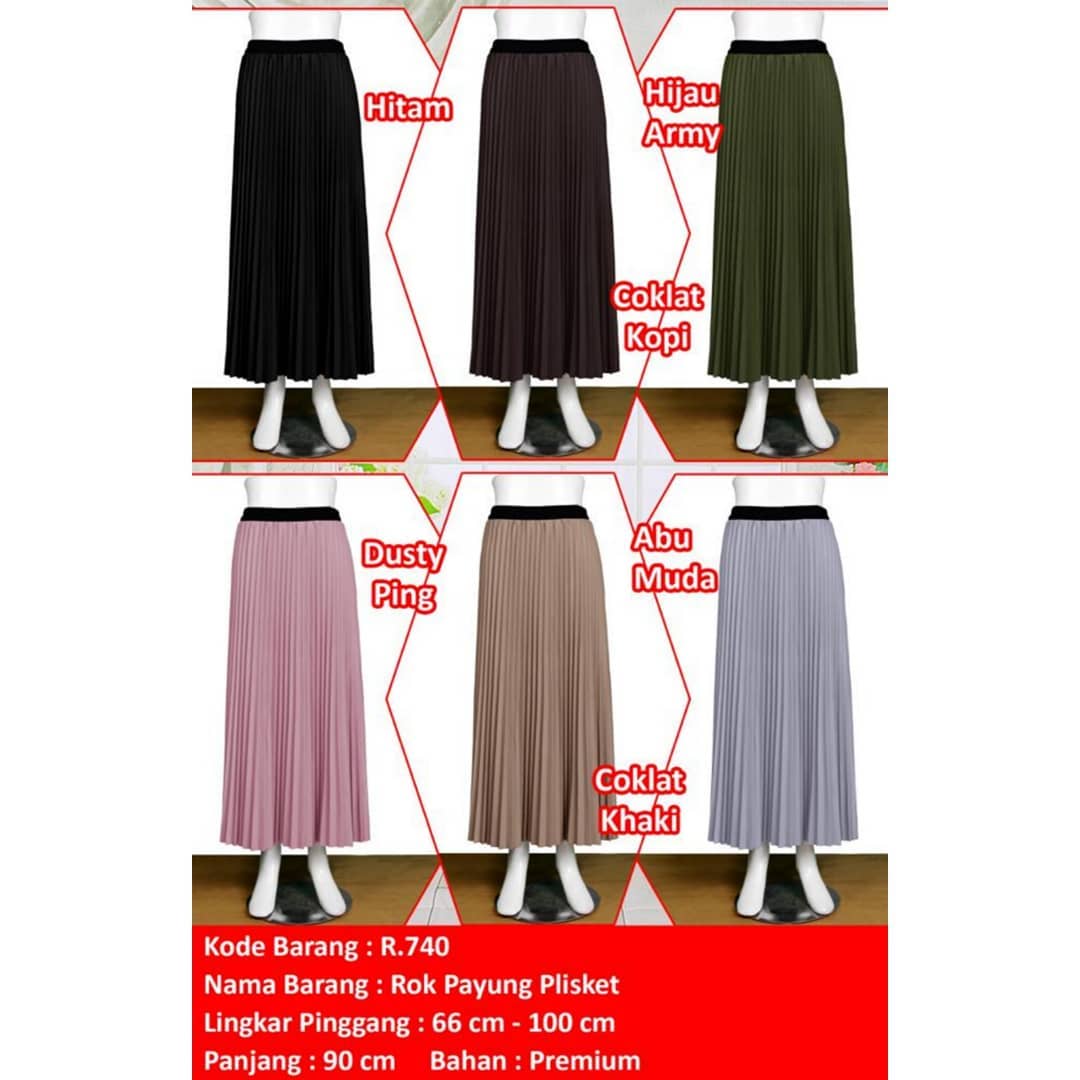 Hitam
Hijau
Army
Coklat
Kopi
Dusty
Ping
Abu
Muda
Coklat
Khaki
Kode Barang : R.740
Nama Barang : Rok Payung Plisket
Lingkar Pinggang : 66 cm - 100 cm
Panjang : 90 cm Bahan : Premium